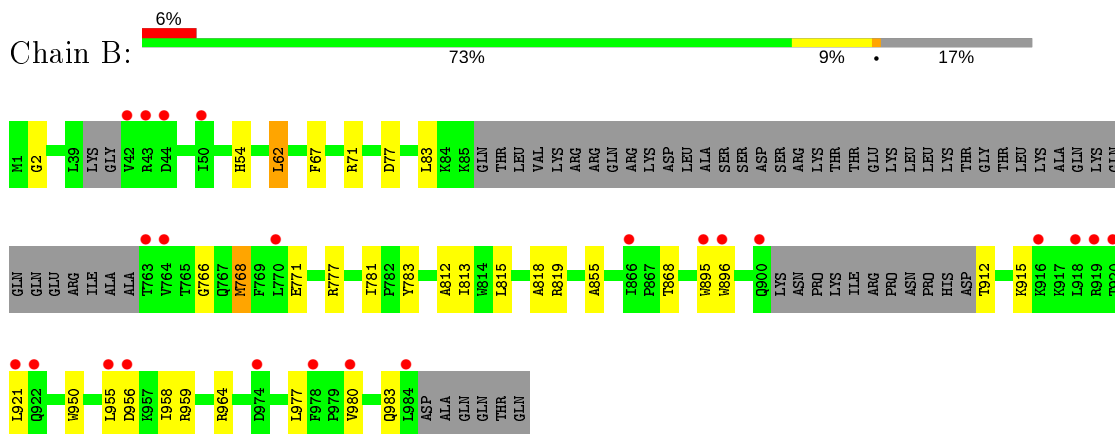 6%
Chain B:
73% 9% • 17%
M1 G2 L39 LYS GLY V42 R43 D44 I50 H54 L62 F67 R71 D77 L83 K84 K85 GLN THR LEU VAL LYS ARG ARG GLN ARG LYS ASP LEU ALA SER SER ASP SER ARG LYS THR THR GLU LYS LEU LEU LYS THR GLY THR LEU LYS ALA GLN LYS GLN
GLN GLN GLU ARG ILE ALA ALA T763 V764 T765 G766 Q767 M768 F769 L770 E771 R777 I781 P782 Y783 A812 I813 W814 L815 A818 R819 A855 I866 P867 T868 W895 W896 Q900 LYS ASN PRO LYS ILE ARG PRO ASN PRO HIS ASP T912 K915 K916 K917 L918 R919 T920
L921 Q922 W950 L955 D956 K957 I958 R959 R964 D974 L977 F978 P979 V980 Q983 L984 ASP ALA GLN GLN THR GLN